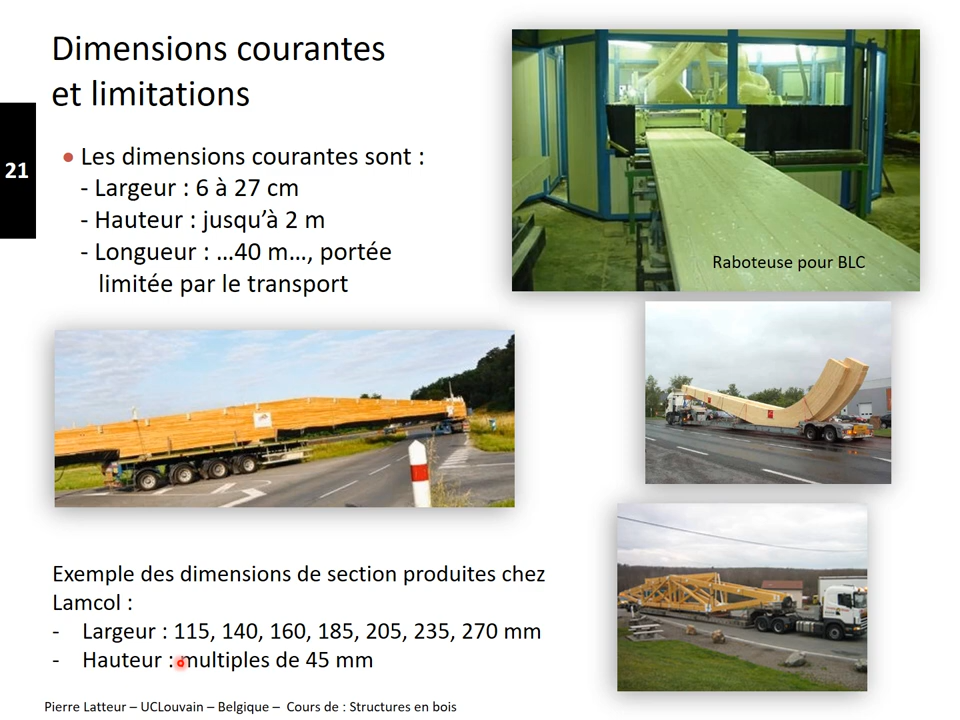 Dimensions courantes
et limitations
21
• Les dimensions courantes sont :
- Largeur : 6 à 27 cm
- Hauteur : jusqu’à 2 m
- Longueur : …40 m…, portée
limitée par le transport
Raboteuse pour BLC
Exemple des dimensions de section produites chez
Lamcol :
- Largeur : 115, 140, 160, 185, 205, 235, 270 mm
- Hauteur : multiples de 45 mm
Pierre Latteur – UCLouvain – Belgique – Cours de : Structures en bois